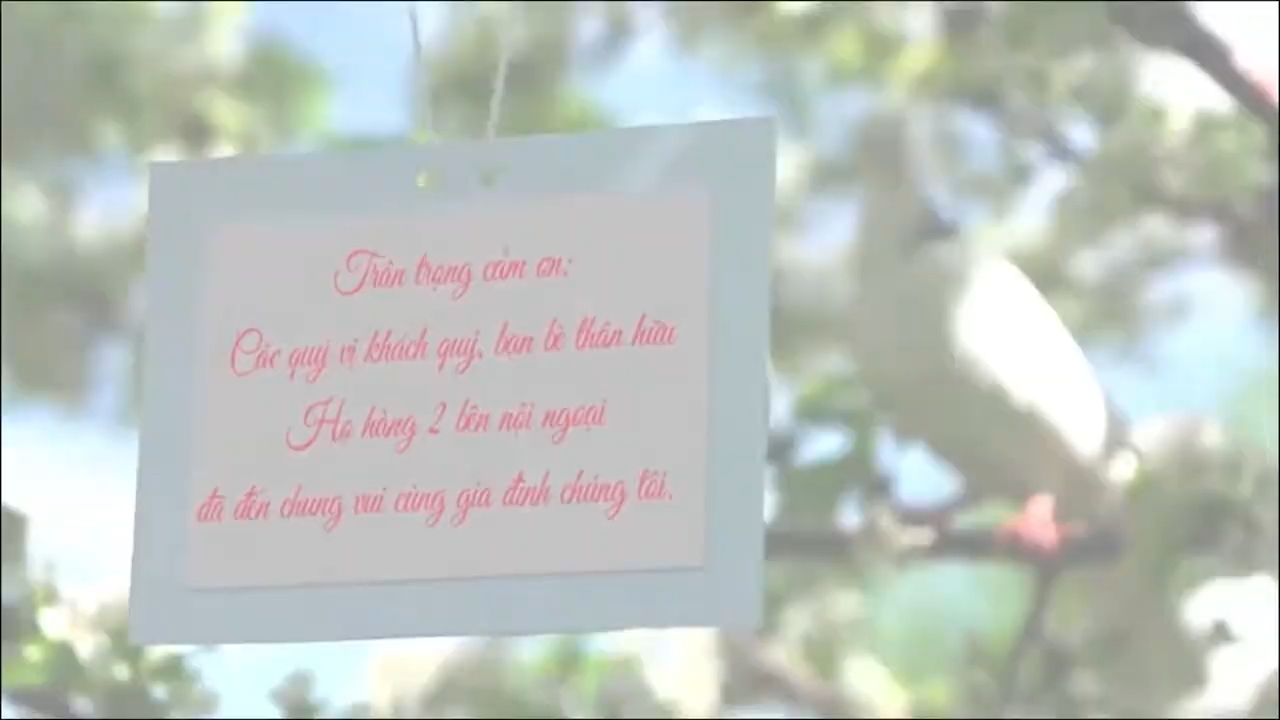 Trân trọng cảm ơn:
Các quý vị khách quý, bạn bè thân hữu
Họ hàng 2 bên nội ngoại
đã đến chung vui cùng gia đình chúng tôi.